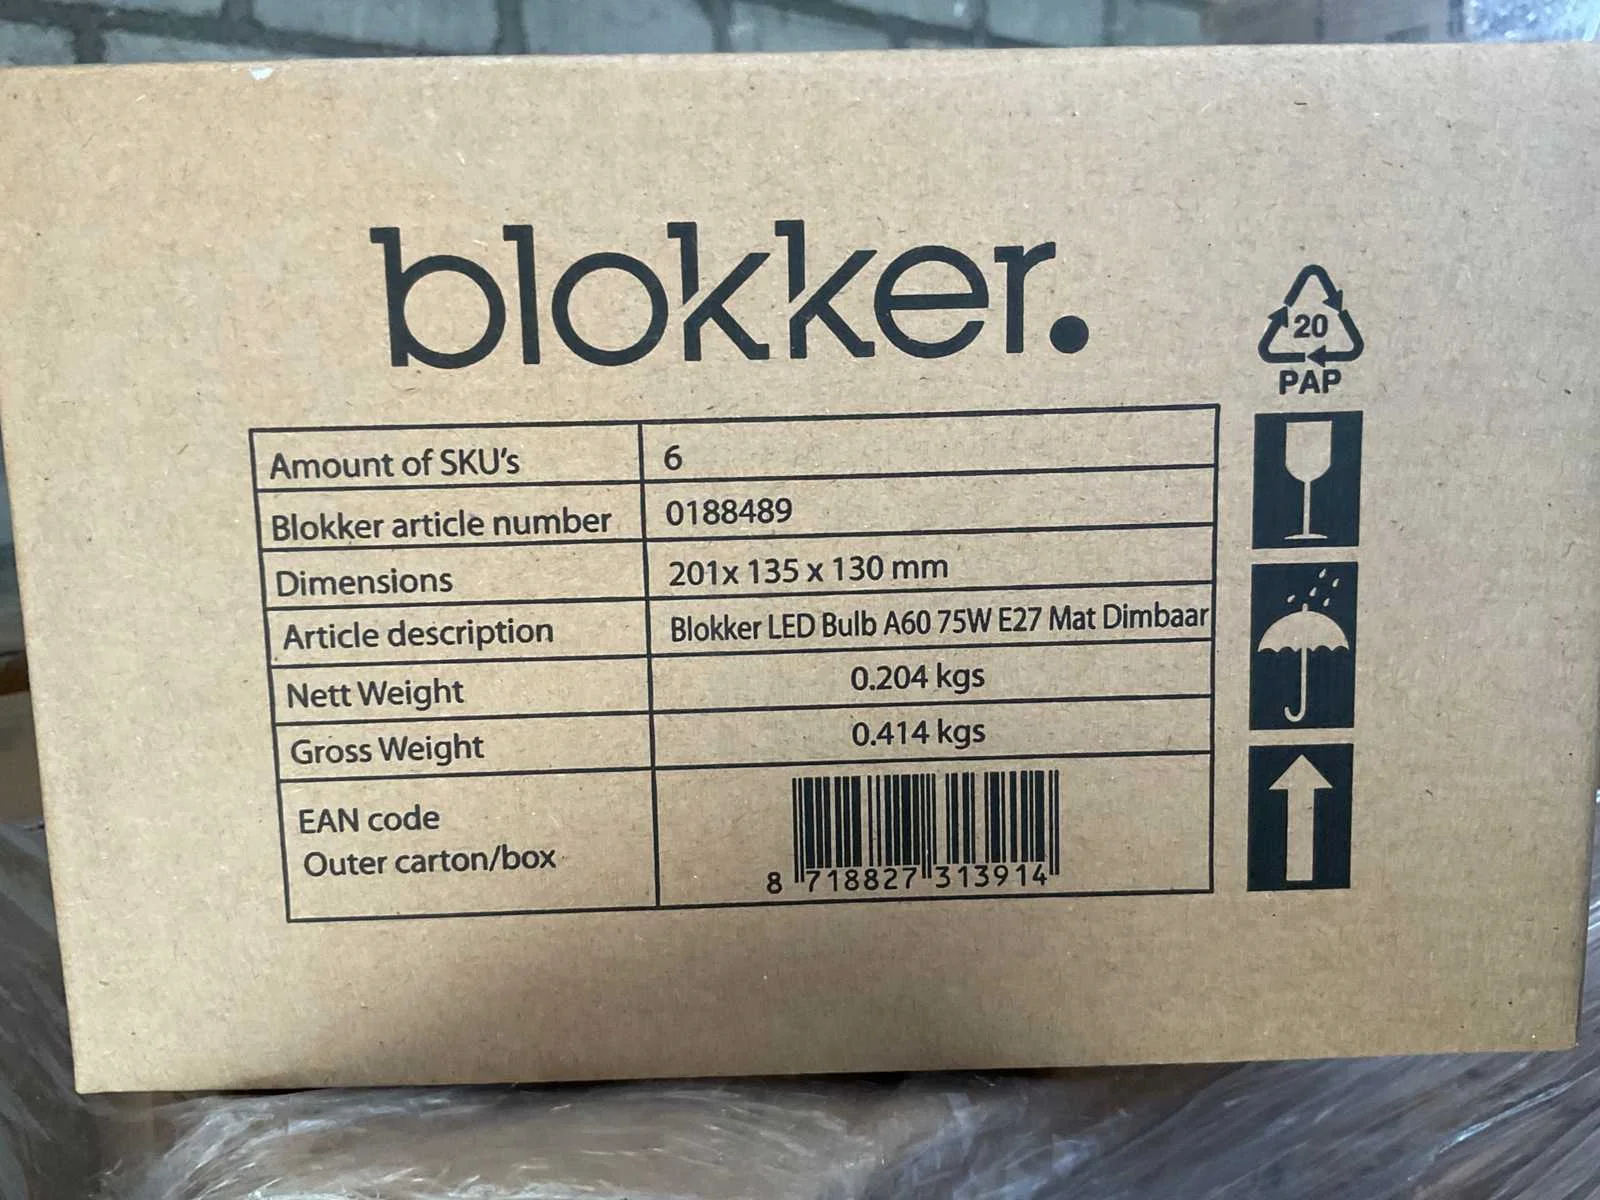 blokker.
20
PAP
Amount of SKU's 6
Blokker article number 0188489
Dimensions 201x 135 x 130 mm
Article description Blokker LED Bulb A60 75W E27 Mat Dimbaar
Nett Weight 0.204 kgs
Gross Weight 0.414 kgs
EAN code
Outer carton/box
8 718827 313914